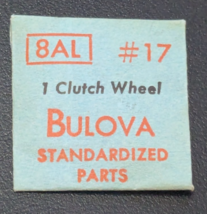 8AL #17
1 Clutch Wheel
BULOVA
STANDARDIZED
PARTS